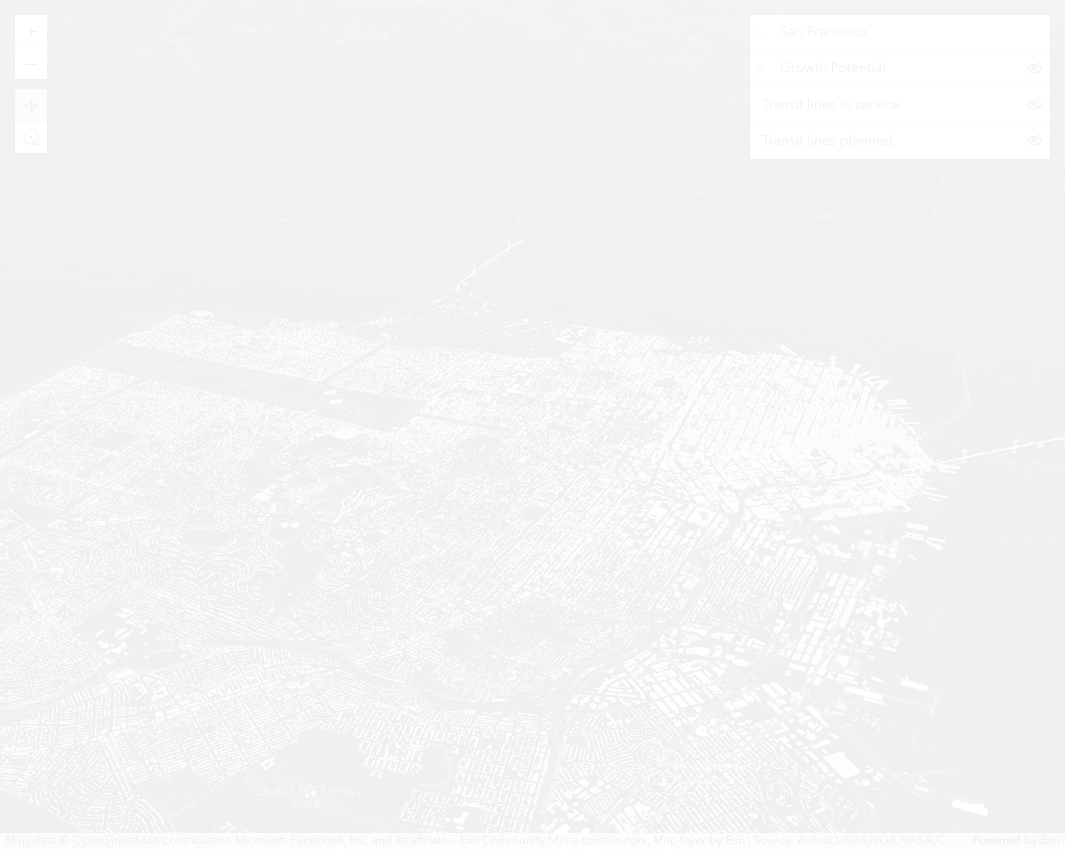 San Francisco
Growth Potential
Transit lines in service
Transit lines planned
Park
Map data © OpenStreetMap contributors, Microsoft, Facebook, Inc. and its affiliates, Esri Community Maps contributors, Map layer by Esri | Source: Airbus,USGS,NGA,NASA,C
Powered by Esri